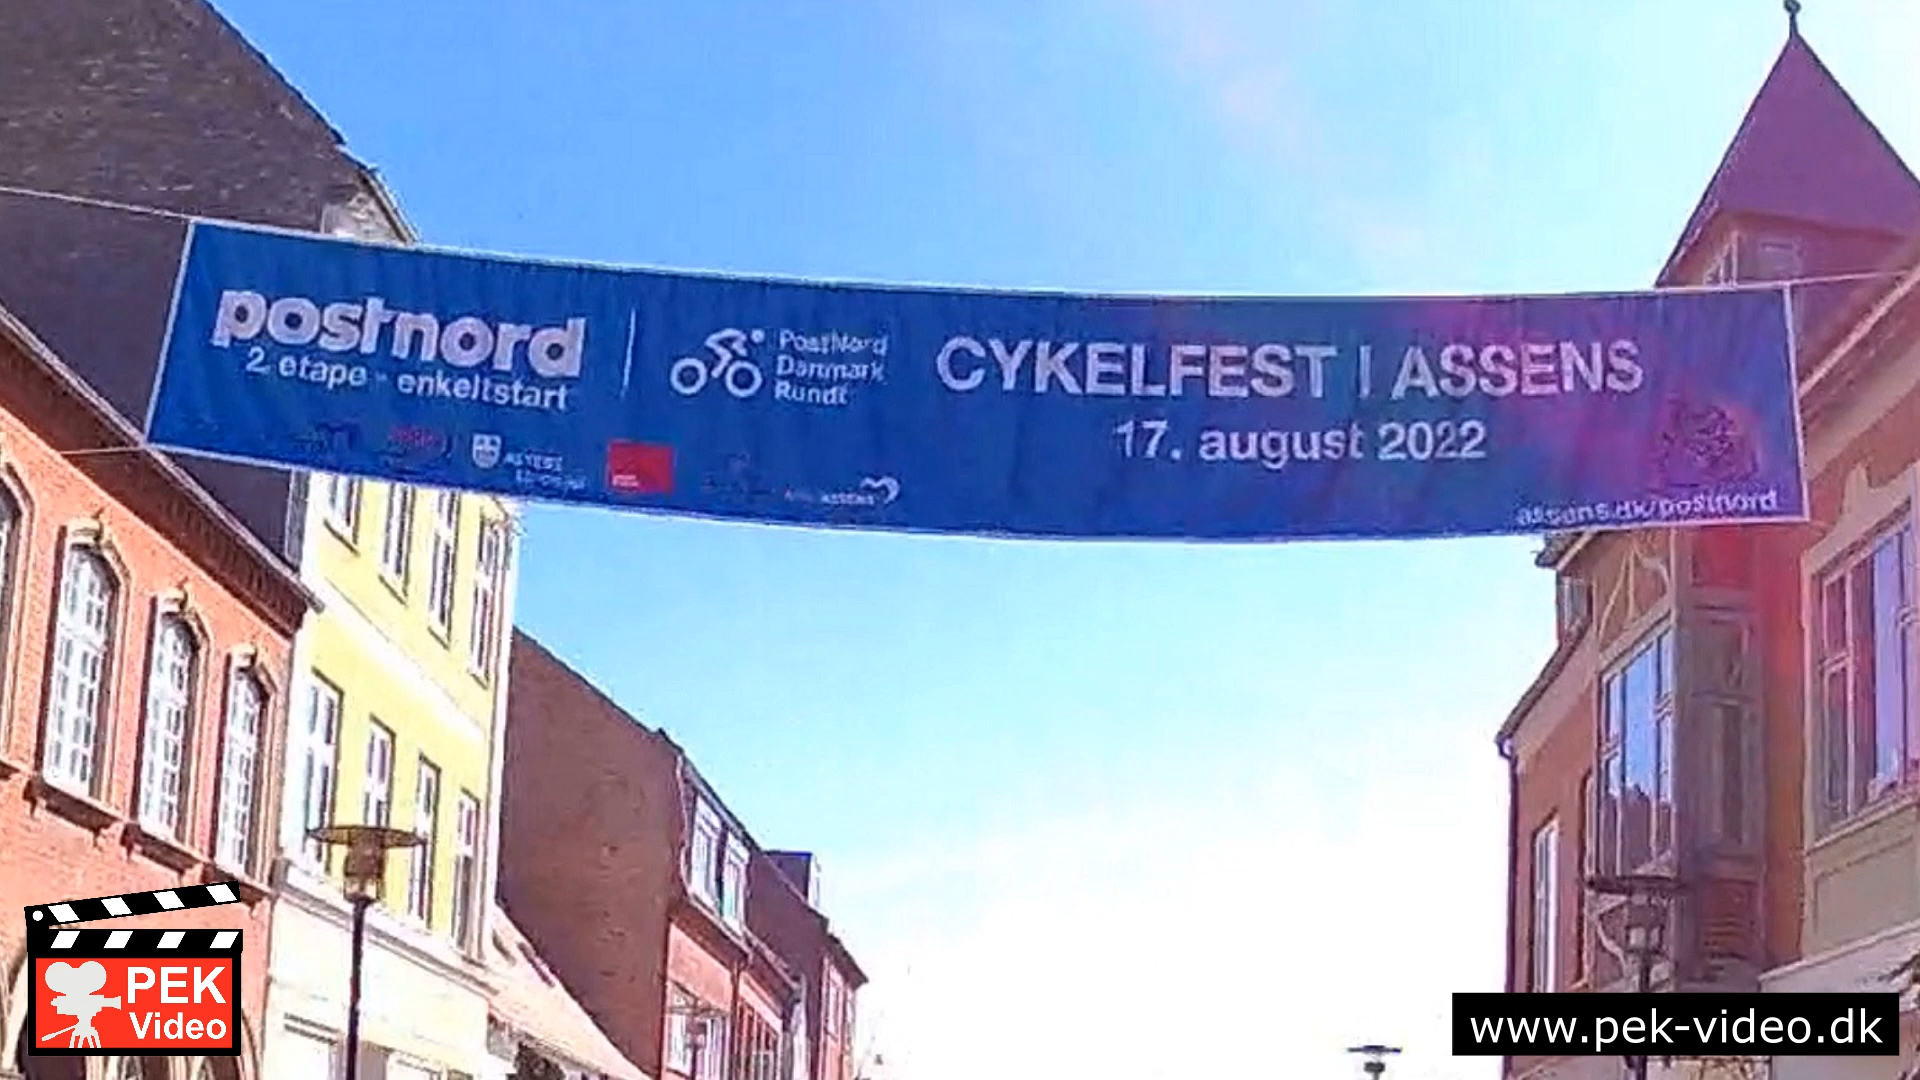 postnord
2. etape - enkeltstart
PostNord
Danmark
Rundt
CYKELFEST I ASSENS
17. august 2022
ASSENS
assens.dk/postnord
PEK
Video
www.pek-video.dk